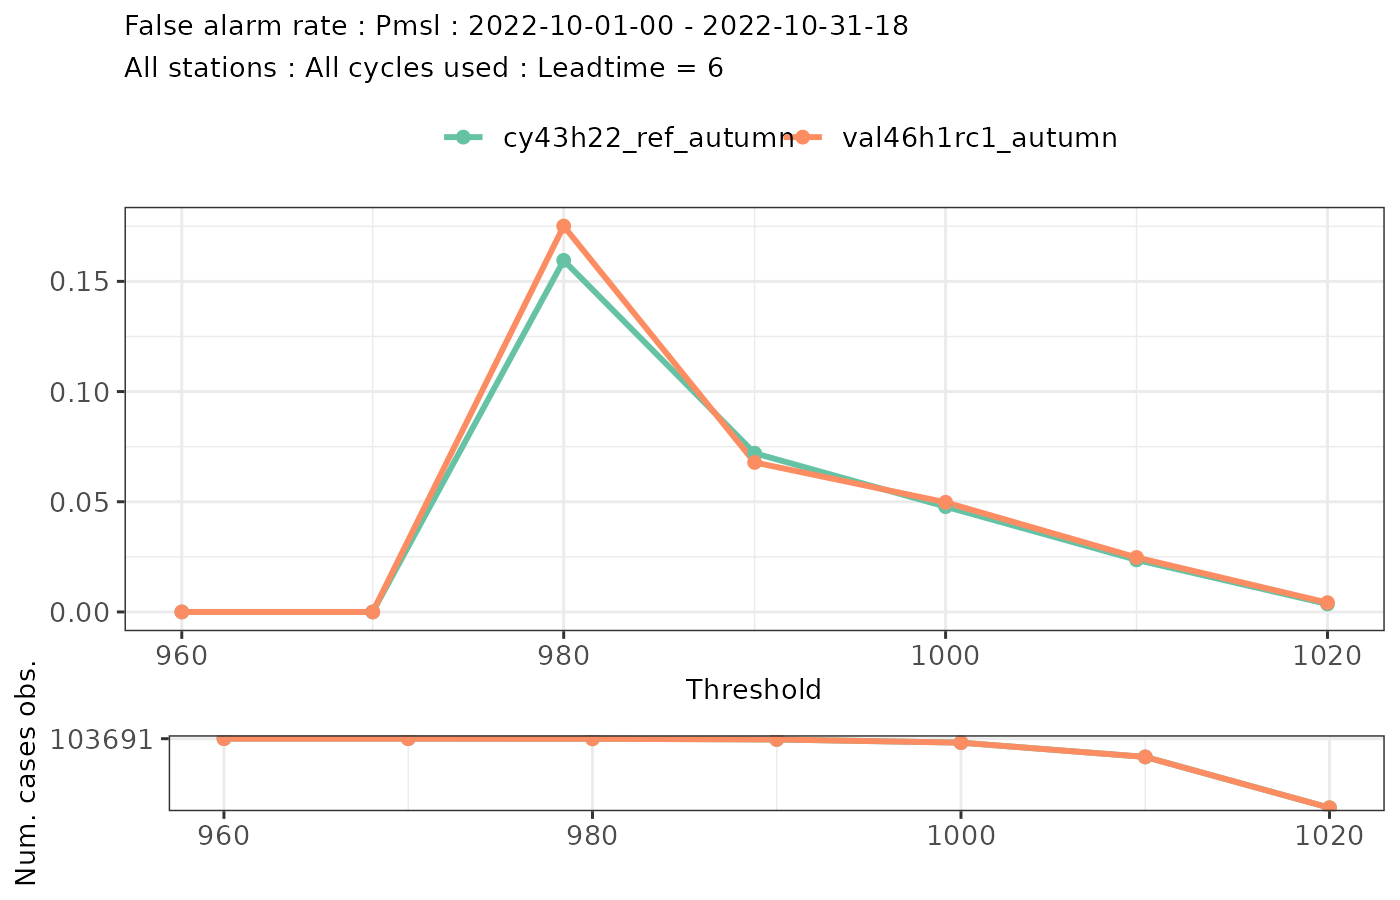 False alarm rate : Pmsl : 2022-10-01-00 - 2022-10-31-18
All stations : All cycles used : Leadtime = 6
cy43h22_ref_autumn val46h1rc1_autumn
0.15
0.10
0.05
0.00
960 980 1000 1020
Threshold
Num. cases obs.
103691
960 980 1000 1020